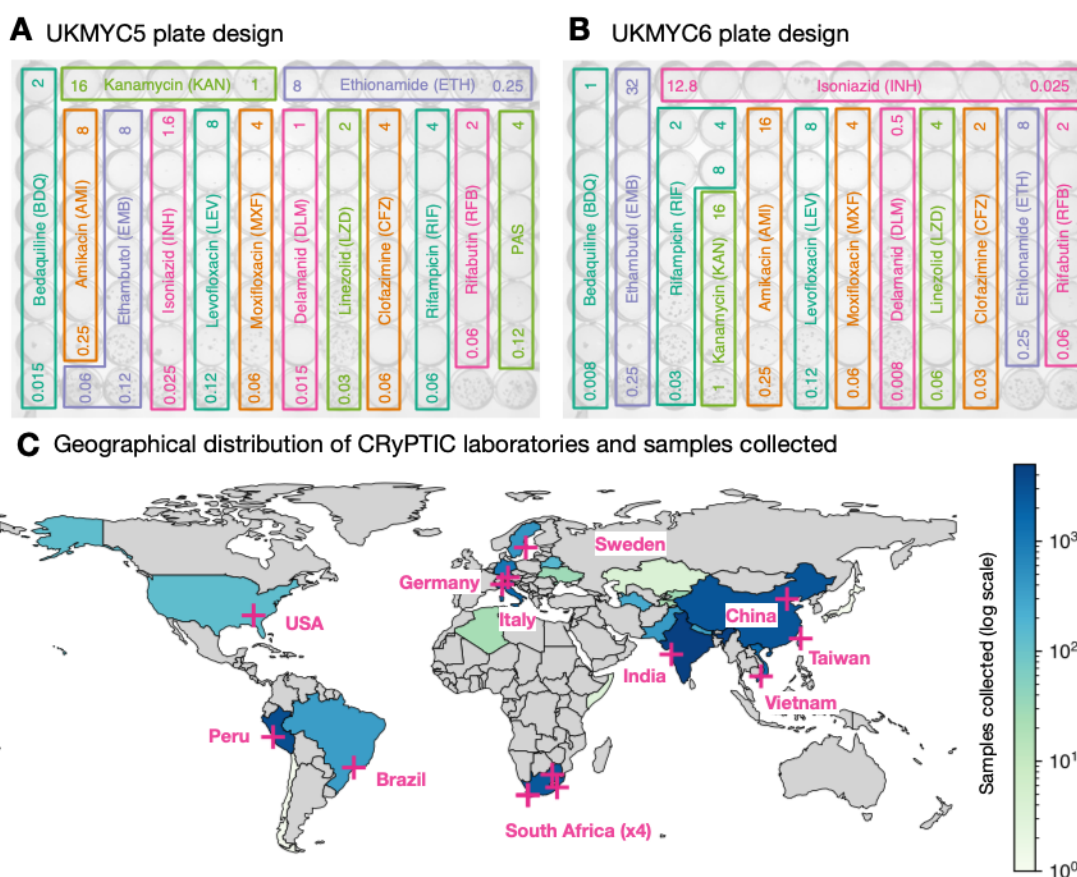 A UKMYC5 plate design
2
16 Kanamycin (KAN) 1
8 Ethionamide (ETH) 0.25
8
8
1.6
8
4
1
2
4
4
2
4
Bedaquiline (BDQ)
Amikacin (AMI)
Ethambutol (EMB)
Isoniazid (INH)
Levofloxacin (LEV)
Moxifloxacin (MXF)
Delamanid (DLM)
Linezolid (LZD)
Clofazimine (CFZ)
Rifampicin (RIF)
Rifabutin (RFB)
PAS
0.25
0.06
0.12
0.015
0.06
0.12
0.025
0.12
0.06
0.015
0.03
0.06
0.06
B UKMYC6 plate design
1
32
12.8 Isoniazid (INH) 0.025
2
4
16
8
4
0.5
4
2
8
2
8
16
Bedaquiline (BDQ)
Ethambutol (EMB)
Rifampicin (RIF)
Kanamycin (KAN)
Amikacin (AMI)
Levofloxacin (LEV)
Moxifloxacin (MXF)
Delamanid (DLM)
Linezolid (LZD)
Clofazimine (CFZ)
Ethionamide (ETH)
Rifabutin (RFB)
0.25
0.06
0.008
0.25
0.03
1
0.25
0.12
0.06
0.008
0.06
0.03
C Geographical distribution of CRyPTIC laboratories and samples collected
Sweden
Germany
Italy
USA
China
Taiwan
India
Vietnam
Peru
Brazil
South Africa (x4)
Samples collected (log scale)
10³
10²
10¹
10⁰